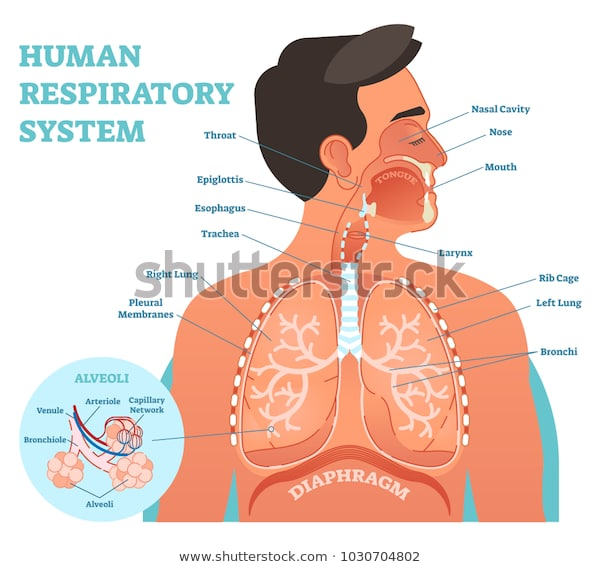 HUMAN
RESPIRATORY
SYSTEM
Nasal Cavity
Nose
Mouth
Throat
Epiglottis
Esophagus
Trachea
TONGUE
Larynx
Right Lung
Pleural
Membranes
Rib Cage
Left Lung
Bronchi
shutterstock
ALVEOLI
Arteriole
Capillary
Network
Venule
Bronchiole
Alveoli
DIAPHRAGM
www.shutterstock.com · 1030704802